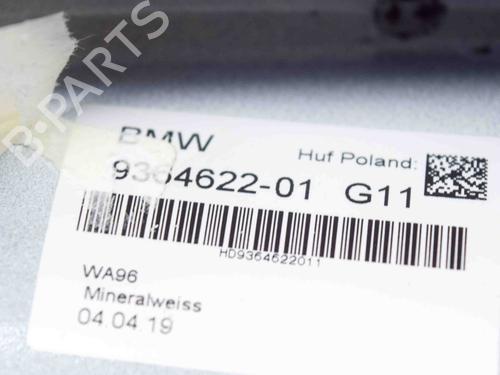 B-PARTS
BMW
Huf Poland:
9364622-01 G11
HD9364622011
WA96
Mineralweiss
04.04.19